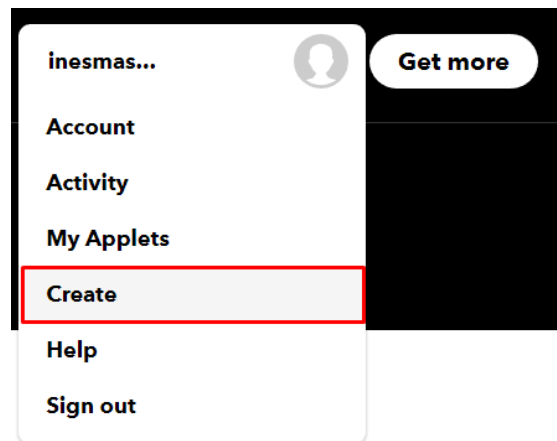 inesmas...
Get more
Account
Activity
My Applets
Create
Help
Sign out